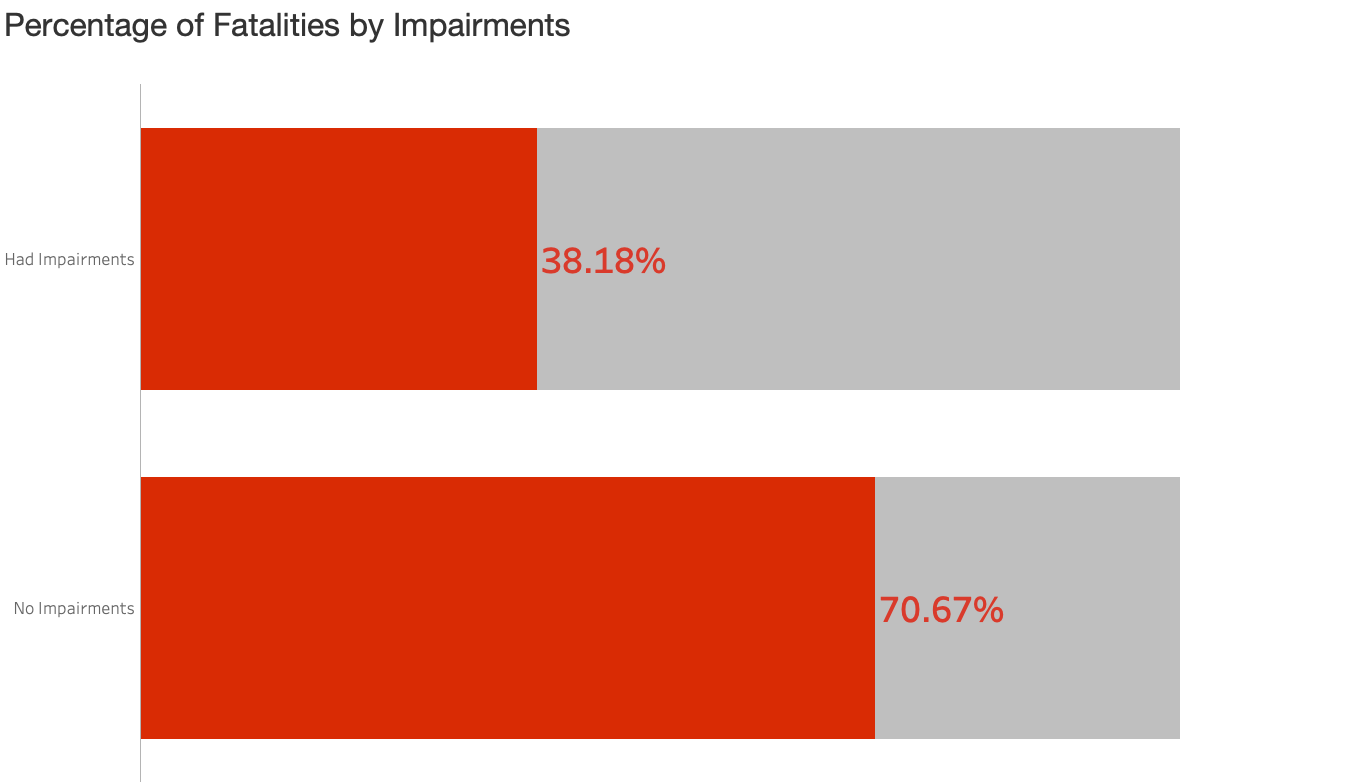 Percentage of Fatalities by Impairments
Had Impairments
38.18%
No Impairments
70.67%